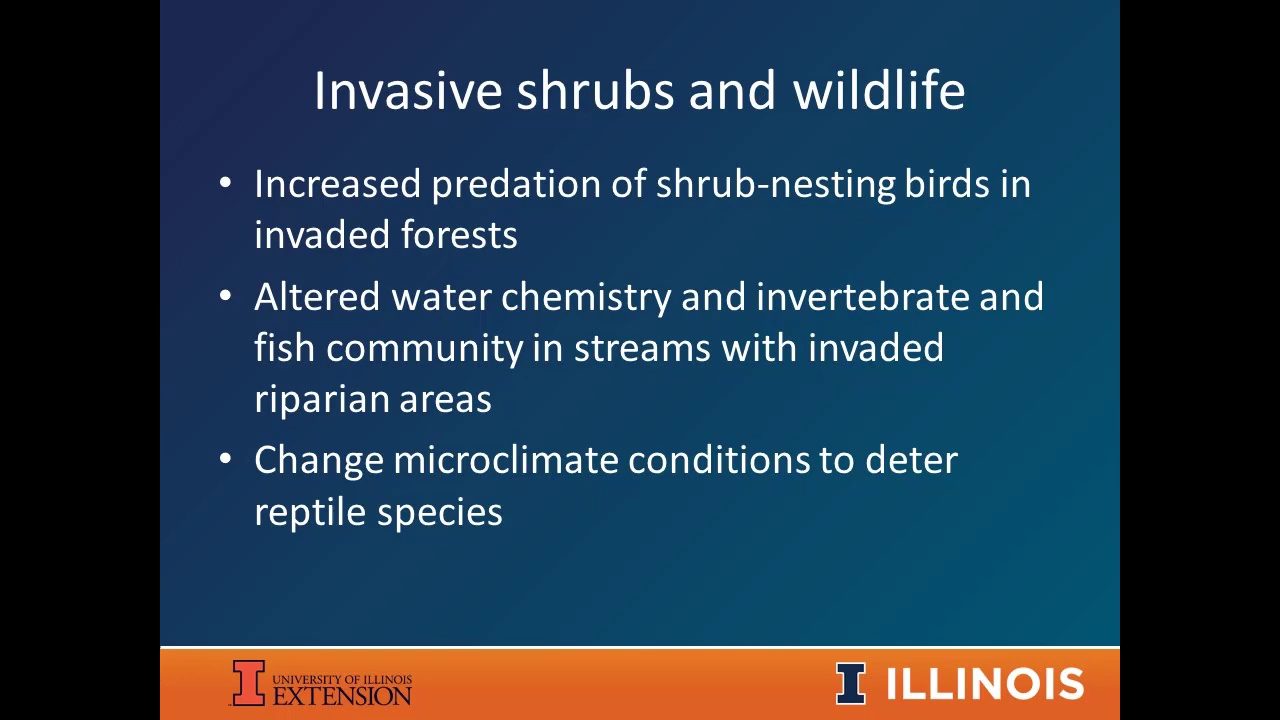 Invasive shrubs and wildlife
• Increased predation of shrub-nesting birds in
invaded forests
• Altered water chemistry and invertebrate and
fish community in streams with invaded
riparian areas
• Change microclimate conditions to deter
reptile species
UNIVERSITY OF ILLINOIS
EXTENSION
ILLINOIS